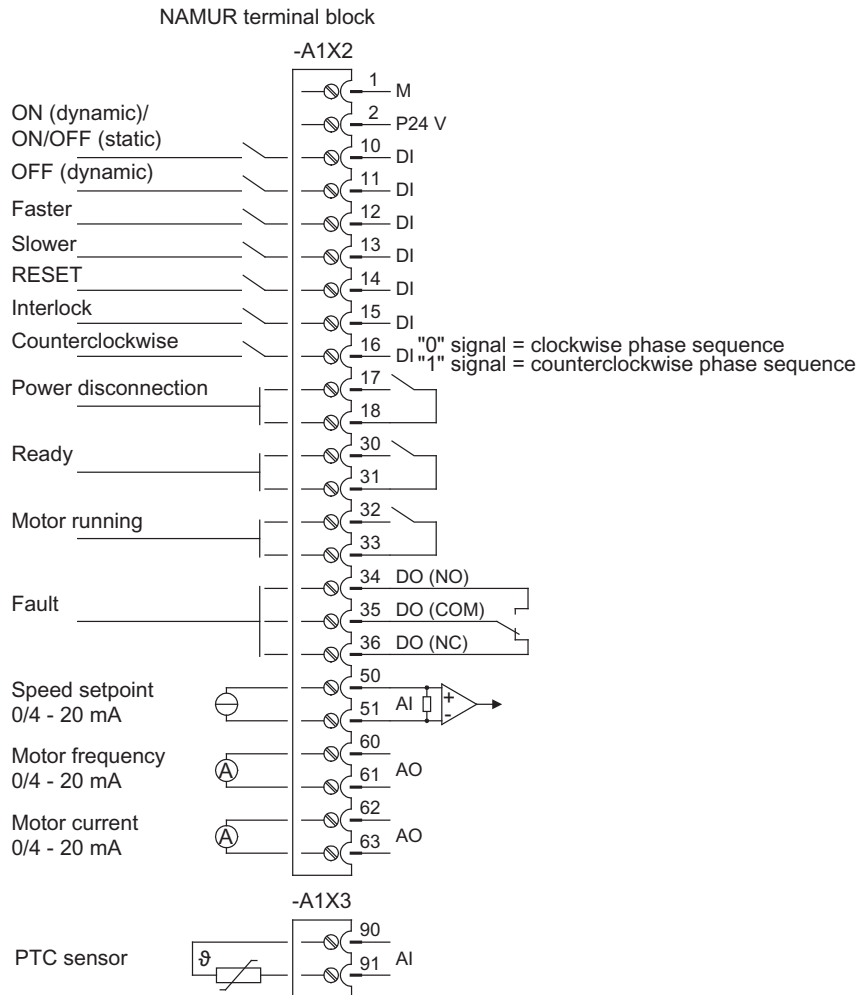 NAMUR terminal block
-A1X2
1 M
ON (dynamic)/
2 P24 V
ON/OFF (static)
10 DI
OFF (dynamic)
11 DI
Faster
12 DI
Slower
13 DI
RESET
14 DI
Interlock
15 DI
Counterclockwise
16 DI "0" signal = clockwise phase sequence
"1" signal = counterclockwise phase sequence
Power disconnection
17
18
Ready
30
31
Motor running
32
33
34 DO (NO)
Fault
35 DO (COM)
36 DO (NC)
Speed setpoint
50
0/4 - 20 mA
51 AI + -
Motor frequency
60
0/4 - 20 mA
A
61 AO
Motor current
62
0/4 - 20 mA
A
63 AO
-A1X3
90
PTC sensor
ϑ
91 AI